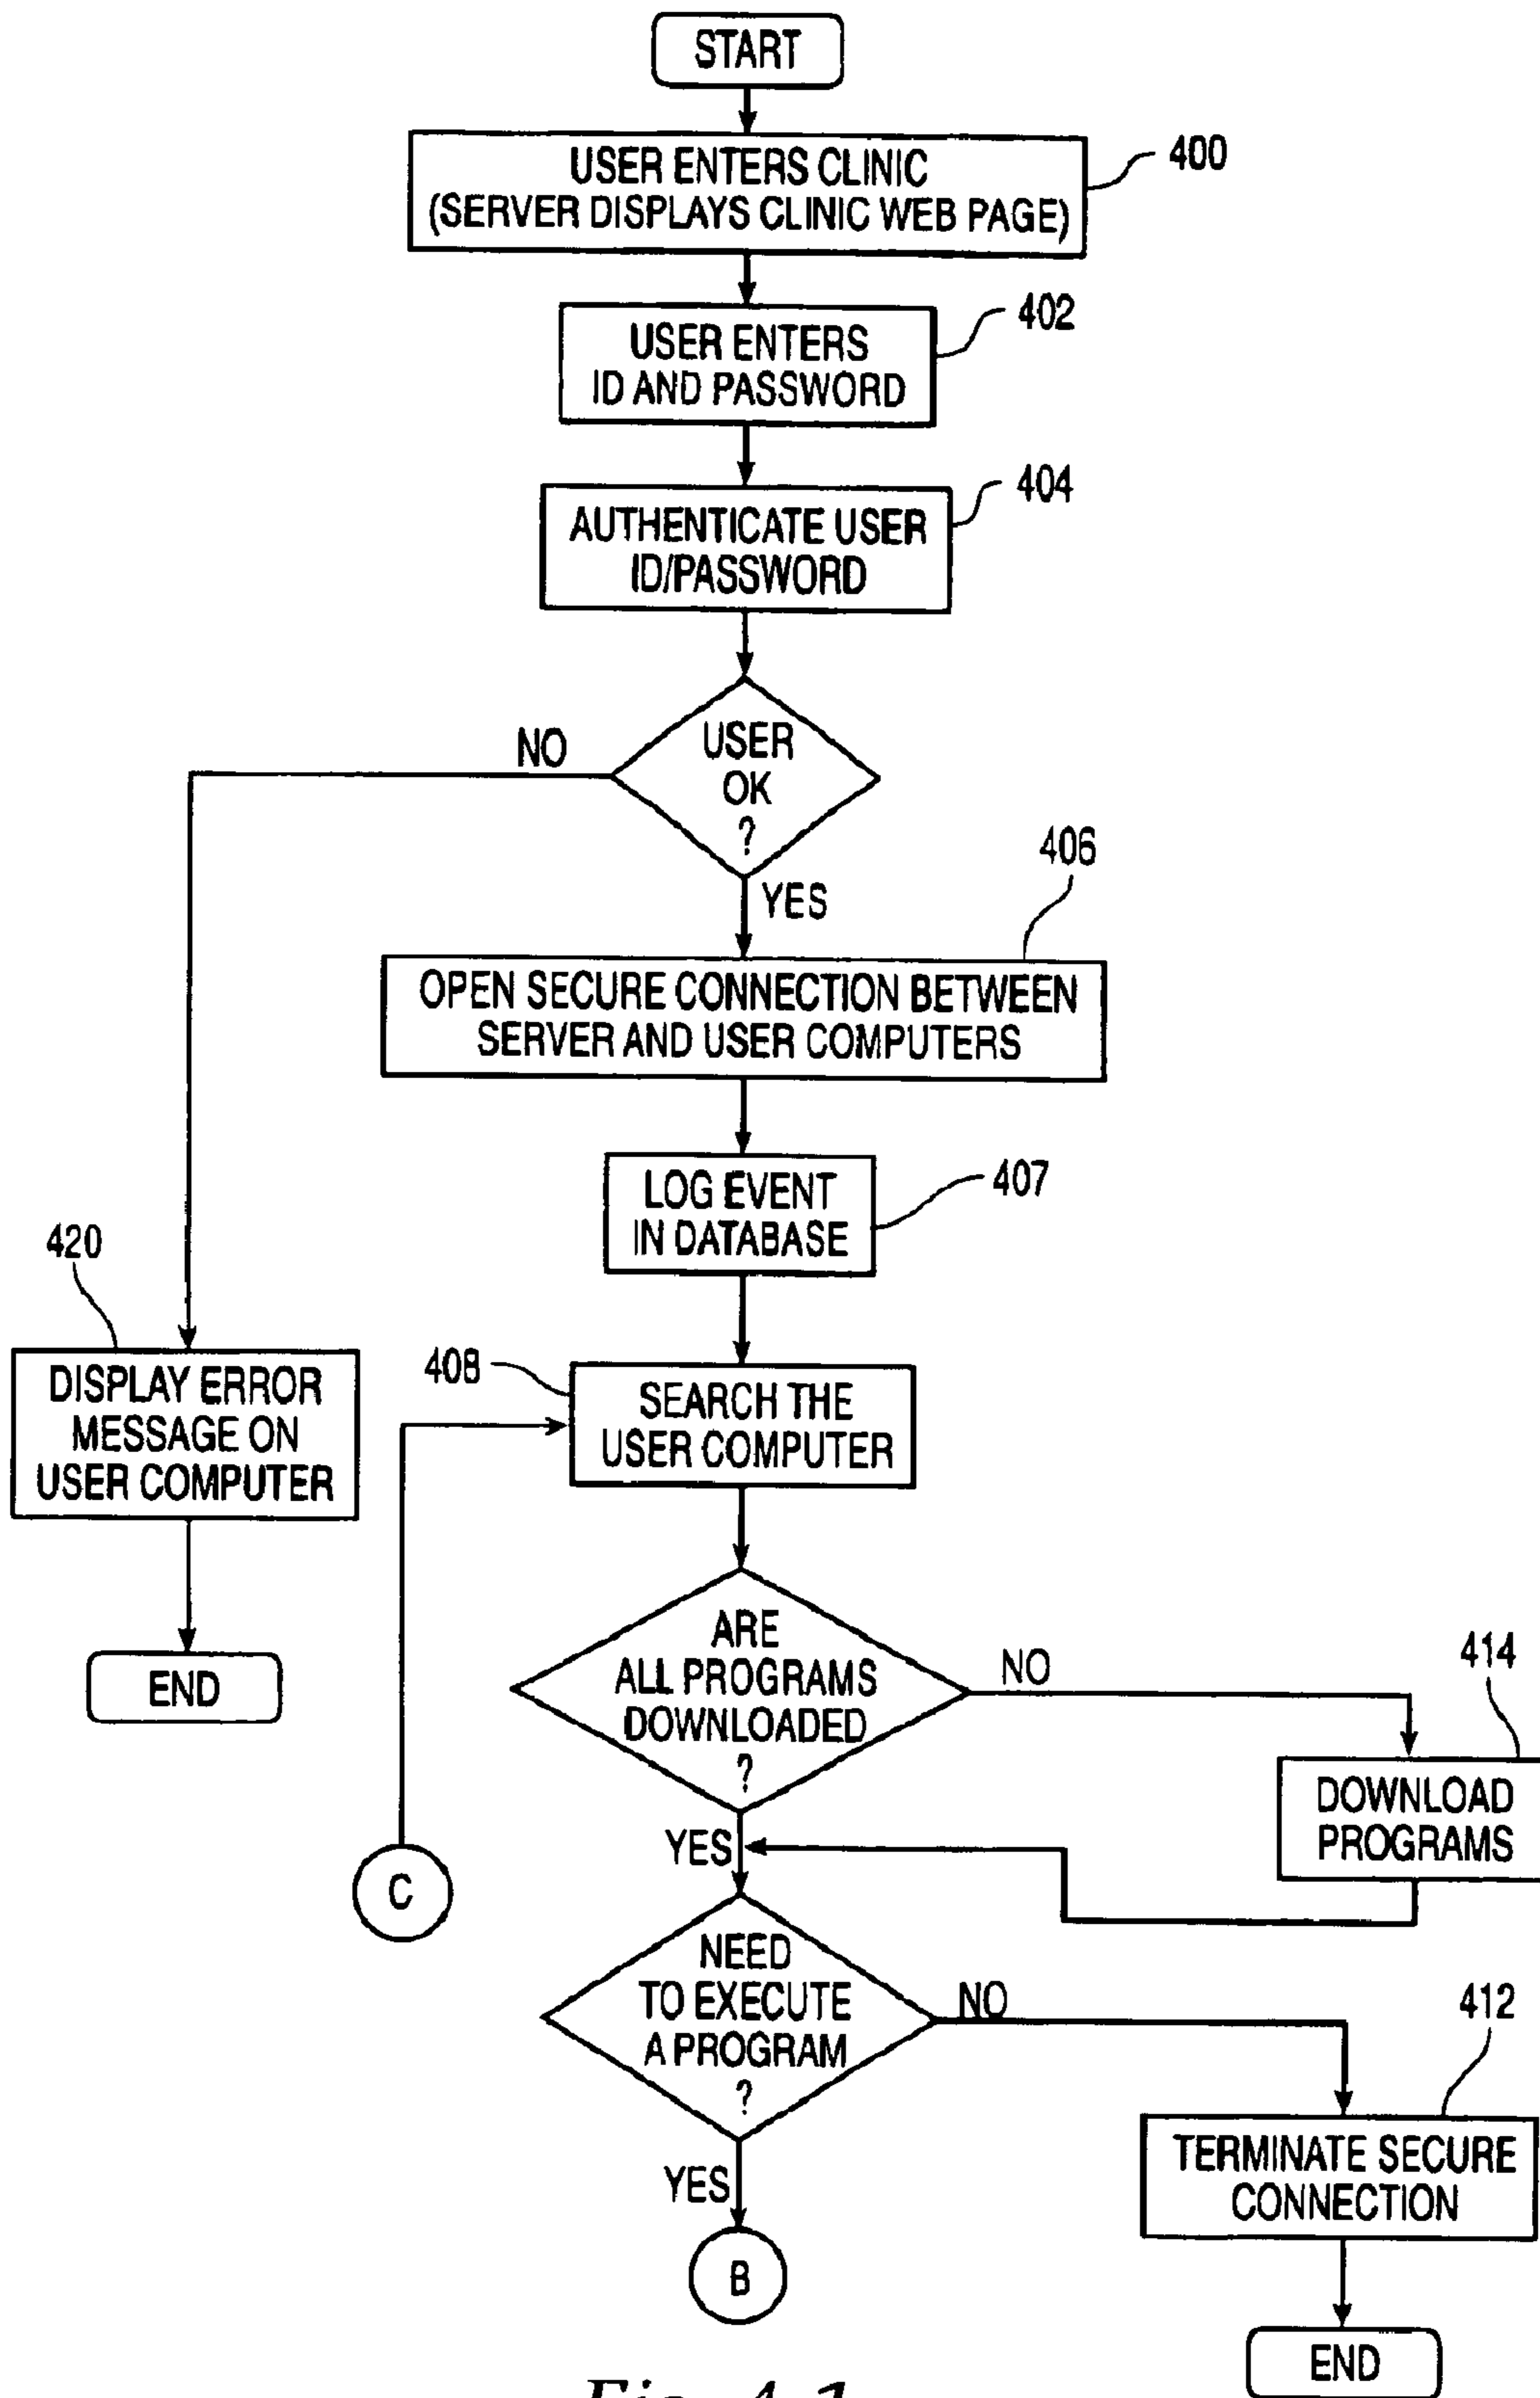 START
USER ENTERS CLINIC
(SERVER DISPLAYS CLINIC WEB PAGE)
400
USER ENTERS
ID AND PASSWORD
402
AUTHENTICATE USER
ID/PASSWORD
404
USER
OK
?
NO
YES
406
OPEN SECURE CONNECTION BETWEEN
SERVER AND USER COMPUTERS
LOG EVENT
IN DATABASE
407
420
DISPLAY ERROR
MESSAGE ON
USER COMPUTER
END
408
SEARCH THE
USER COMPUTER
ARE
ALL PROGRAMS
DOWNLOADED
?
NO
414
DOWNLOAD
PROGRAMS
YES
C
NEED
TO EXECUTE
A PROGRAM
?
NO
412
TERMINATE SECURE
CONNECTION
YES
B
END
Fig. 4-1